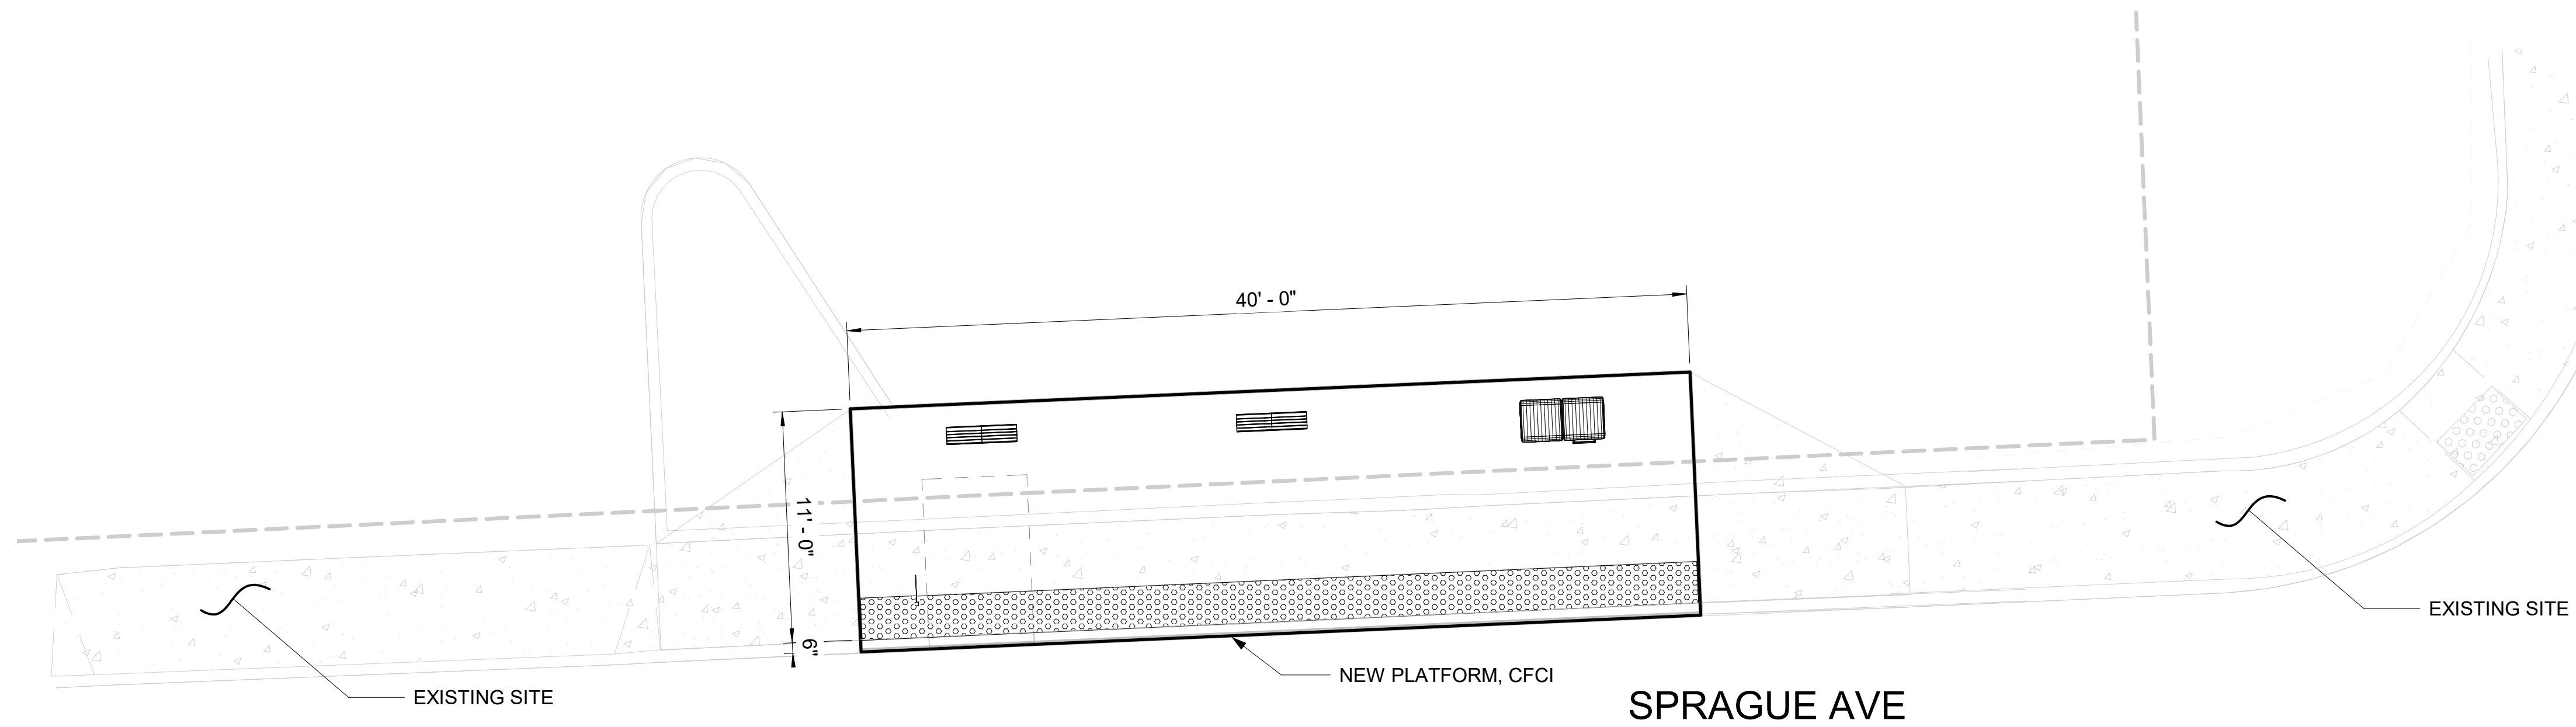 40' - 0"
11' - 0"
6"
EXISTING SITE
NEW PLATFORM, CFCI
EXISTING SITE
SPRAGUE AVE